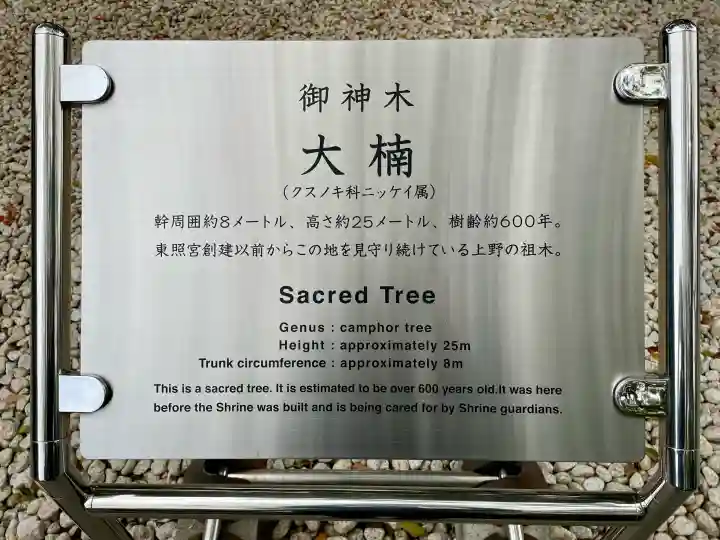 御神木
大楠
（クスノキ科ニッケイ属）
幹周囲約8メートル、高さ約25メートル、樹齢約600年。
東照宮創建以前からこの地を見守り続けている上野の祖木。
Sacred Tree
Genus : camphor tree
Height : approximately 25m
Trunk circumference : approximately 8m
This is a sacred tree. It is estimated to be over 600 years old.It was here
before the Shrine was built and is being cared for by Shrine guardians.